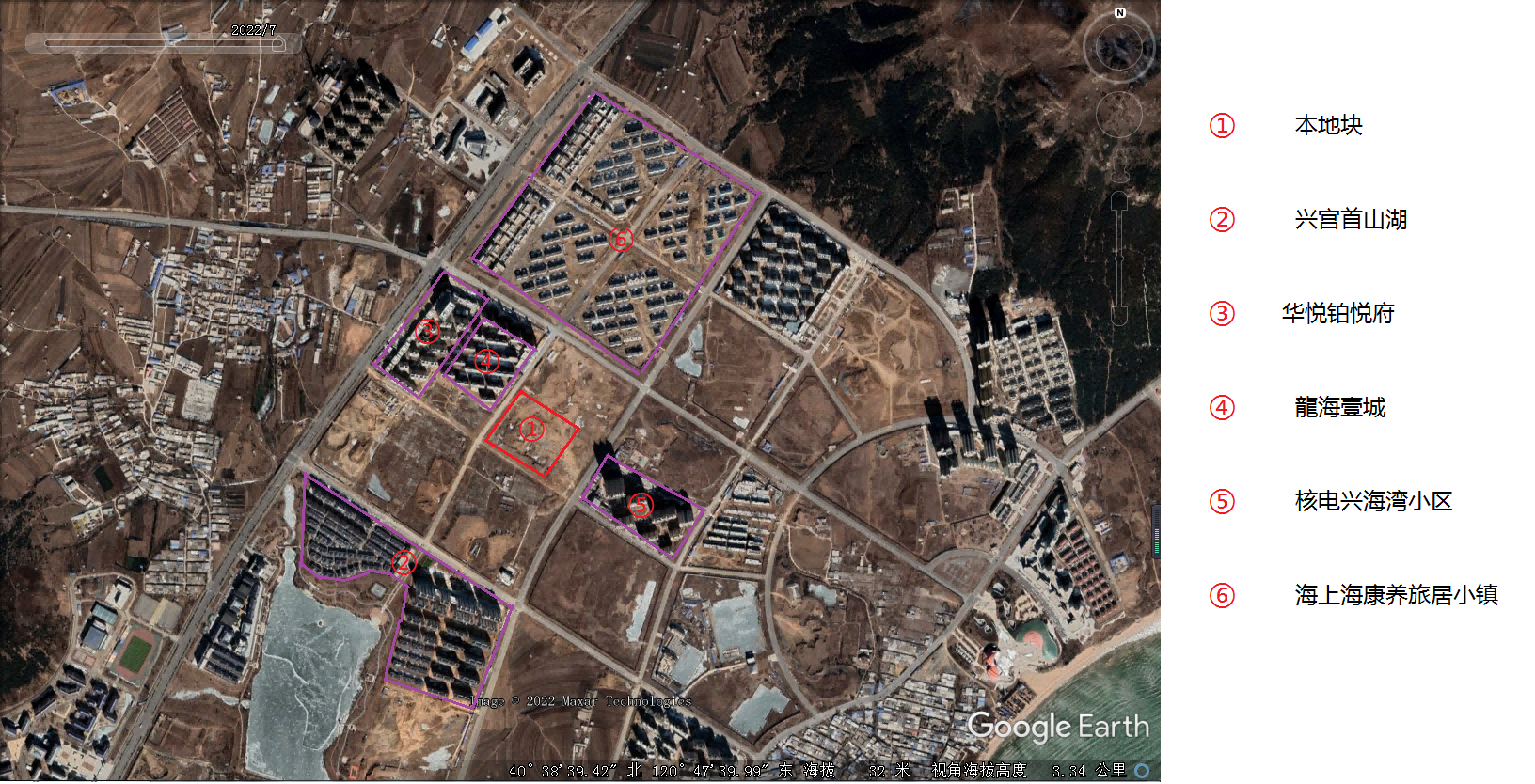 2022/7
N
⑥
③
④
①
⑤
②
Image © 2022 Maxar Technologies
Google Earth
40°38'39.42" 北 120°47'39.99" 东 海拔 32 米 视角海拔高度 3.34 公里
① 本地块
② 兴宫首山湖
③ 华悦铂悦府
④ 龍海壹城
⑤ 核电兴海湾小区
⑥ 海上海康养旅居小镇